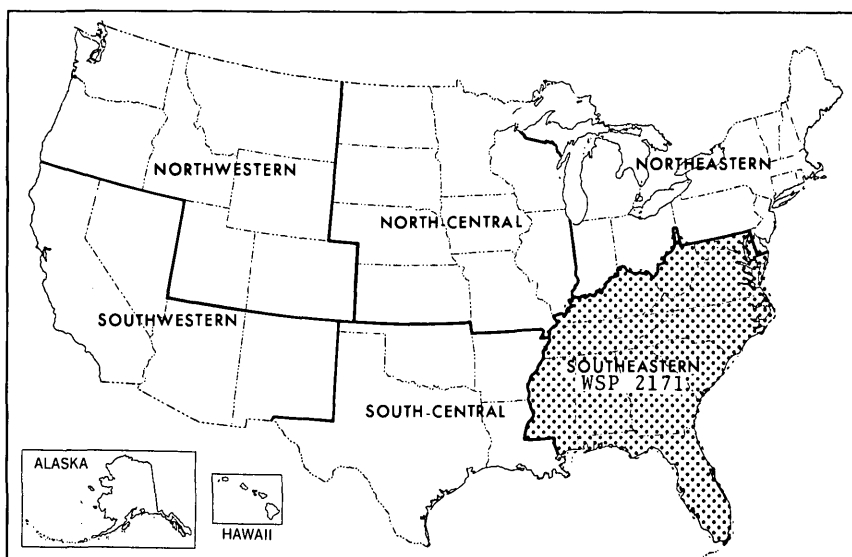 NORTHWESTERN
NORTHEASTERN
NORTH-CENTRAL
SOUTHWESTERN
SOUTHEASTERN
WSP 2171
SOUTH-CENTRAL
ALASKA
HAWAII